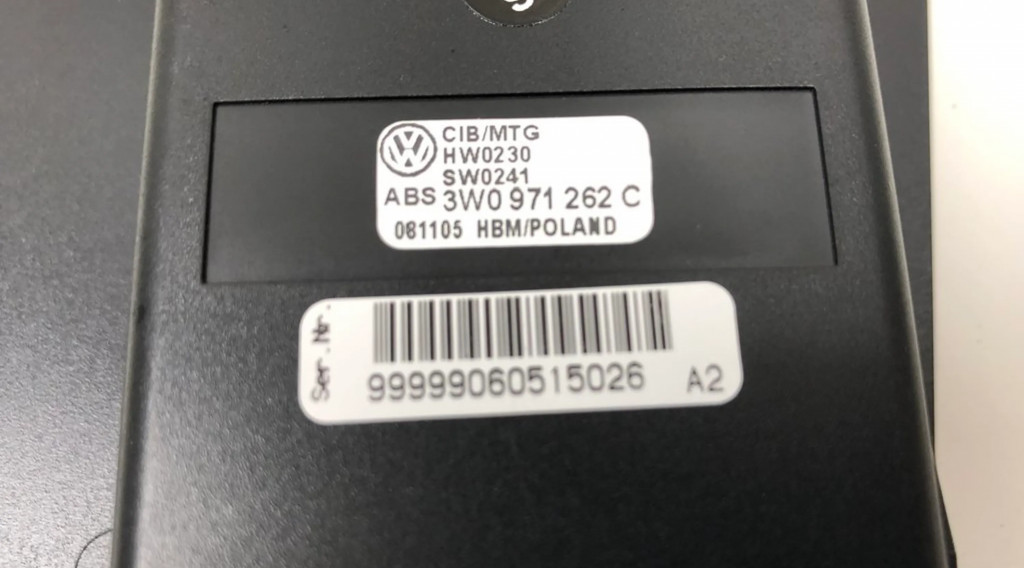 CIB/MTG
HW0230
SW0241
ABS 3W0 971 262 C
081105 HBM/POLAND
Ser.Nr.
99999060515026 A2